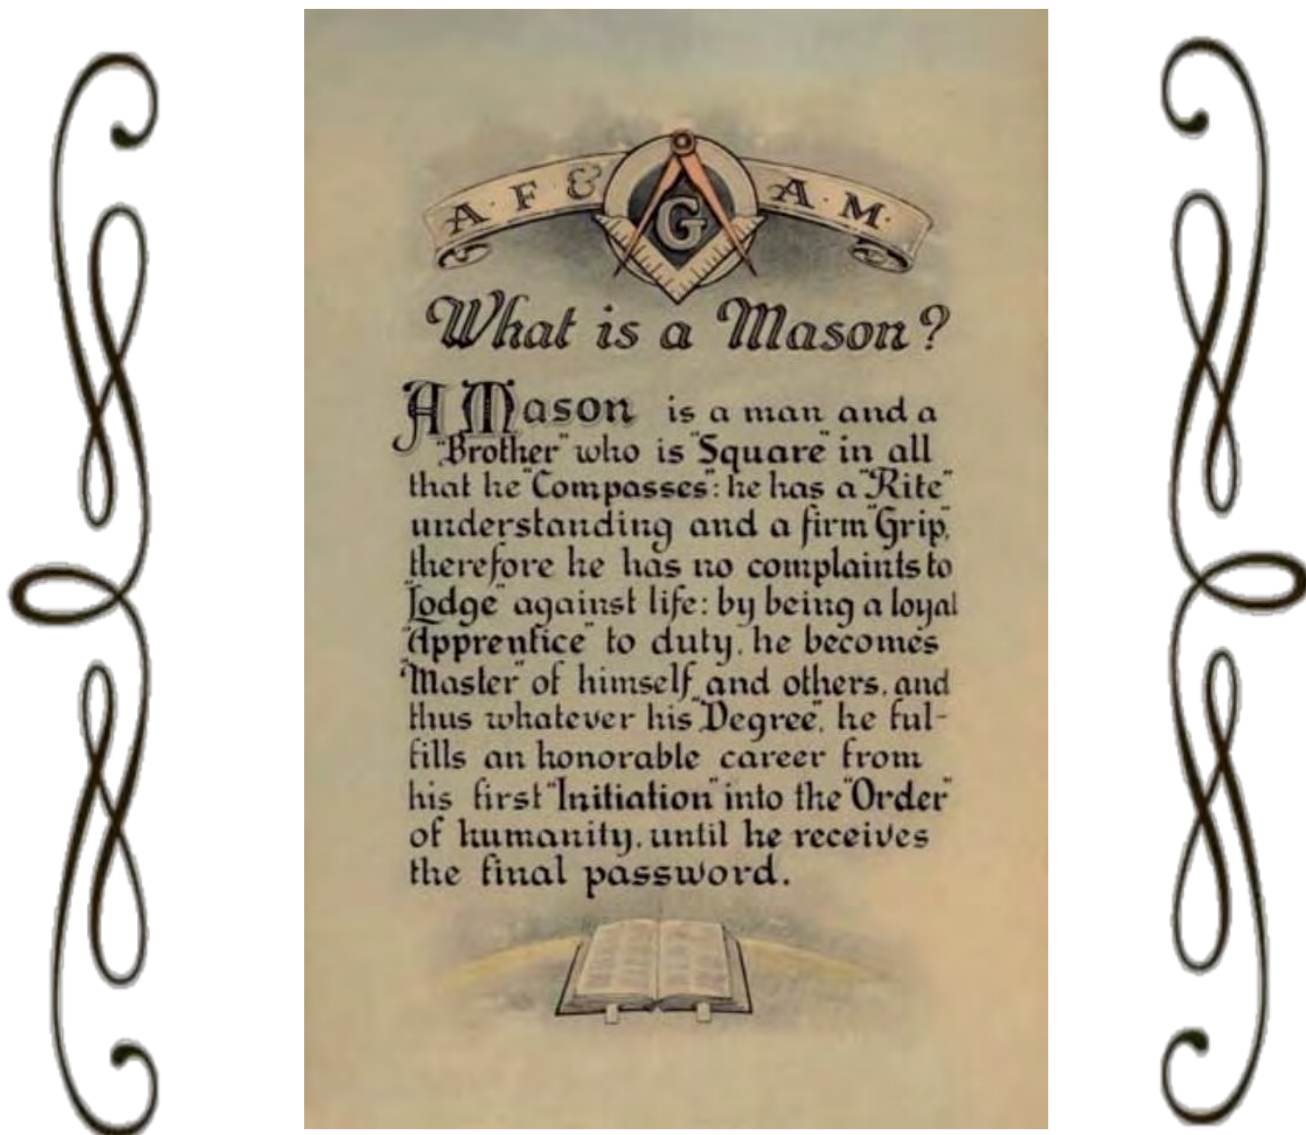 A · F & A · M ·
G
What is a Mason?
A Mason is a man and a
"Brother" who is "Square" in all
that he "Compasses": he has a "Rite"
understanding and a firm "Grip",
therefore he has no complaints to
"Lodge" against life: by being a loyal
"Apprentice" to duty, he becomes
"Master" of himself and others, and
thus whatever his "Degree", he ful-
fills an honorable career from
his first "Initiation" into the "Order"
of humanity, until he receives
the final password.